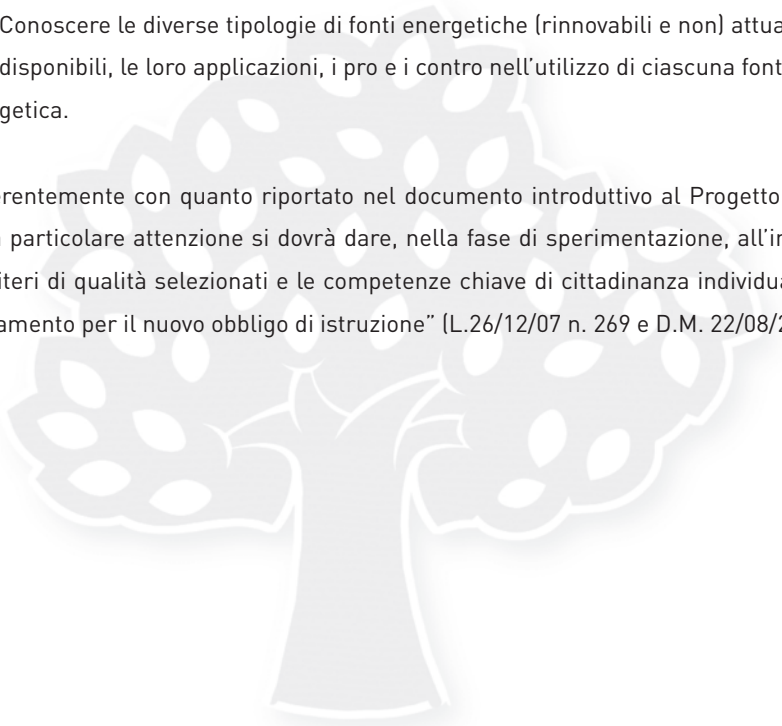 Conoscere le diverse tipologie di fonti energetiche (rinnovabili e non) attua
disponibili, le loro applicazioni, i pro e i contro nell’utilizzo di ciascuna font
getica.
erentemente con quanto riportato nel documento introduttivo al Progetto
particolare attenzione si dovrà dare, nella fase di sperimentazione, all’i
iteri di qualità selezionati e le competenze chiave di cittadinanza individua
amento per il nuovo obbligo di istruzione” (L.26/12/07 n. 269 e D.M. 22/08/2